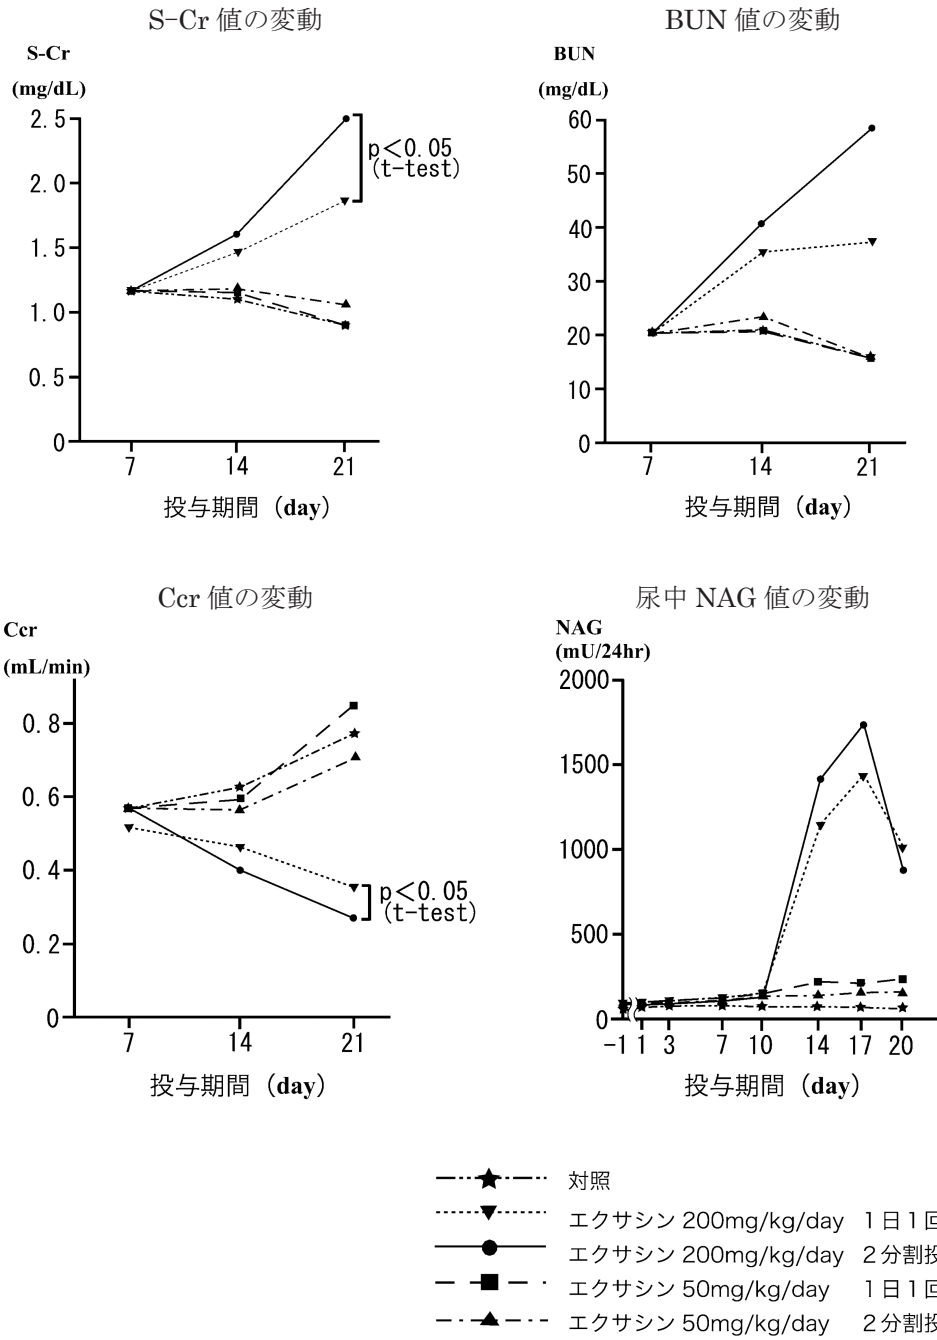 S-Cr 値の変動
S-Cr
(mg/dL)
2.5
2.0
1.5
1.0
0.5
0
p<0.05
(t-test)
7 14 21
投与期間（day）
BUN 値の変動
BUN
(mg/dL)
60
50
40
30
20
10
0
7 14 21
投与期間（day）
Ccr 値の変動
Ccr
(mL/min)
0.8
0.6
0.4
0.2
0
p<0.05
(t-test)
7 14 21
投与期間（day）
尿中 NAG 値の変動
NAG
(mU/24hr)
2000
1500
1000
500
0
-1 1 3 7 10 14 17 20
投与期間（day）
対照
エクサシン 200mg/kg/day 1日1回
エクサシン 200mg/kg/day 2分割投
エクサシン 50mg/kg/day 1日1回
エクサシン 50mg/kg/day 2分割投